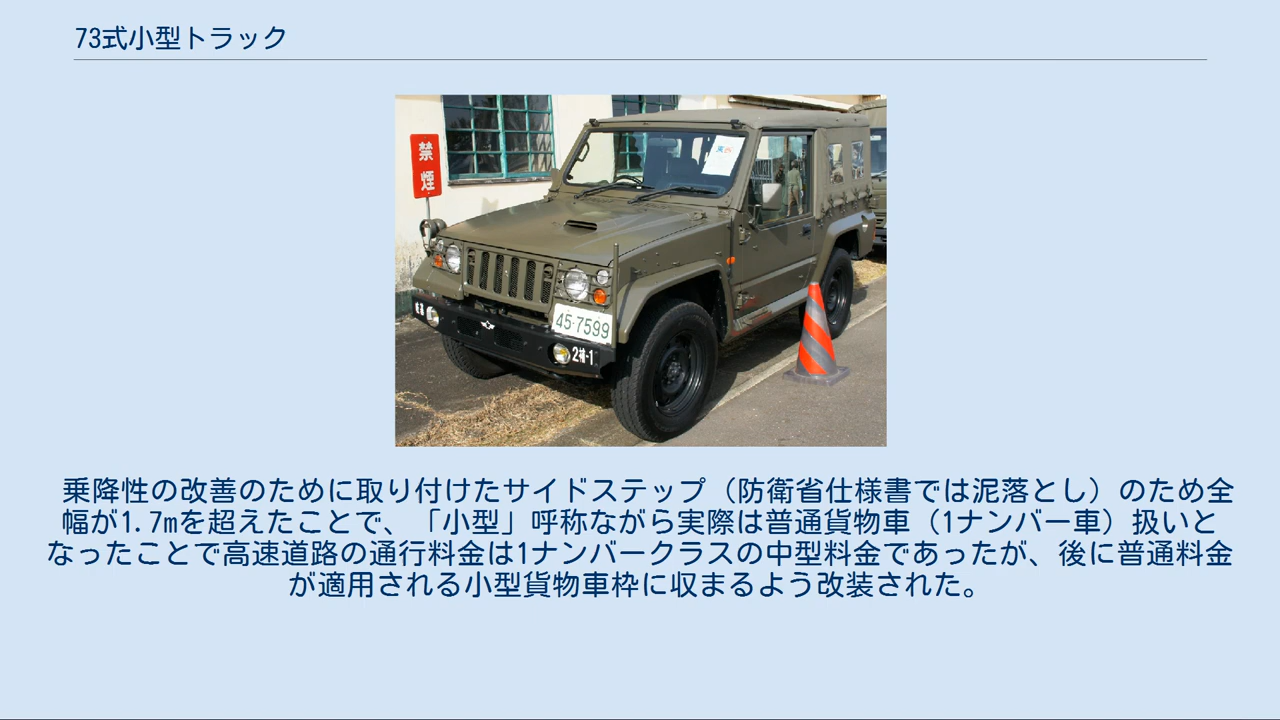 73式小型トラック
禁
煙
45-7599
2補-1
乗降性の改善のために取り付けたサイドステップ（防衛省仕様書では泥落とし）のため全
幅が1.7mを超えたことで、「小型」呼称ながら実際は普通貨物車（1ナンバー車）扱いと
なったことで高速道路の通行料金は1ナンバークラスの中型料金であったが、後に普通料金
が適用される小型貨物車枠に収まるよう改装された。